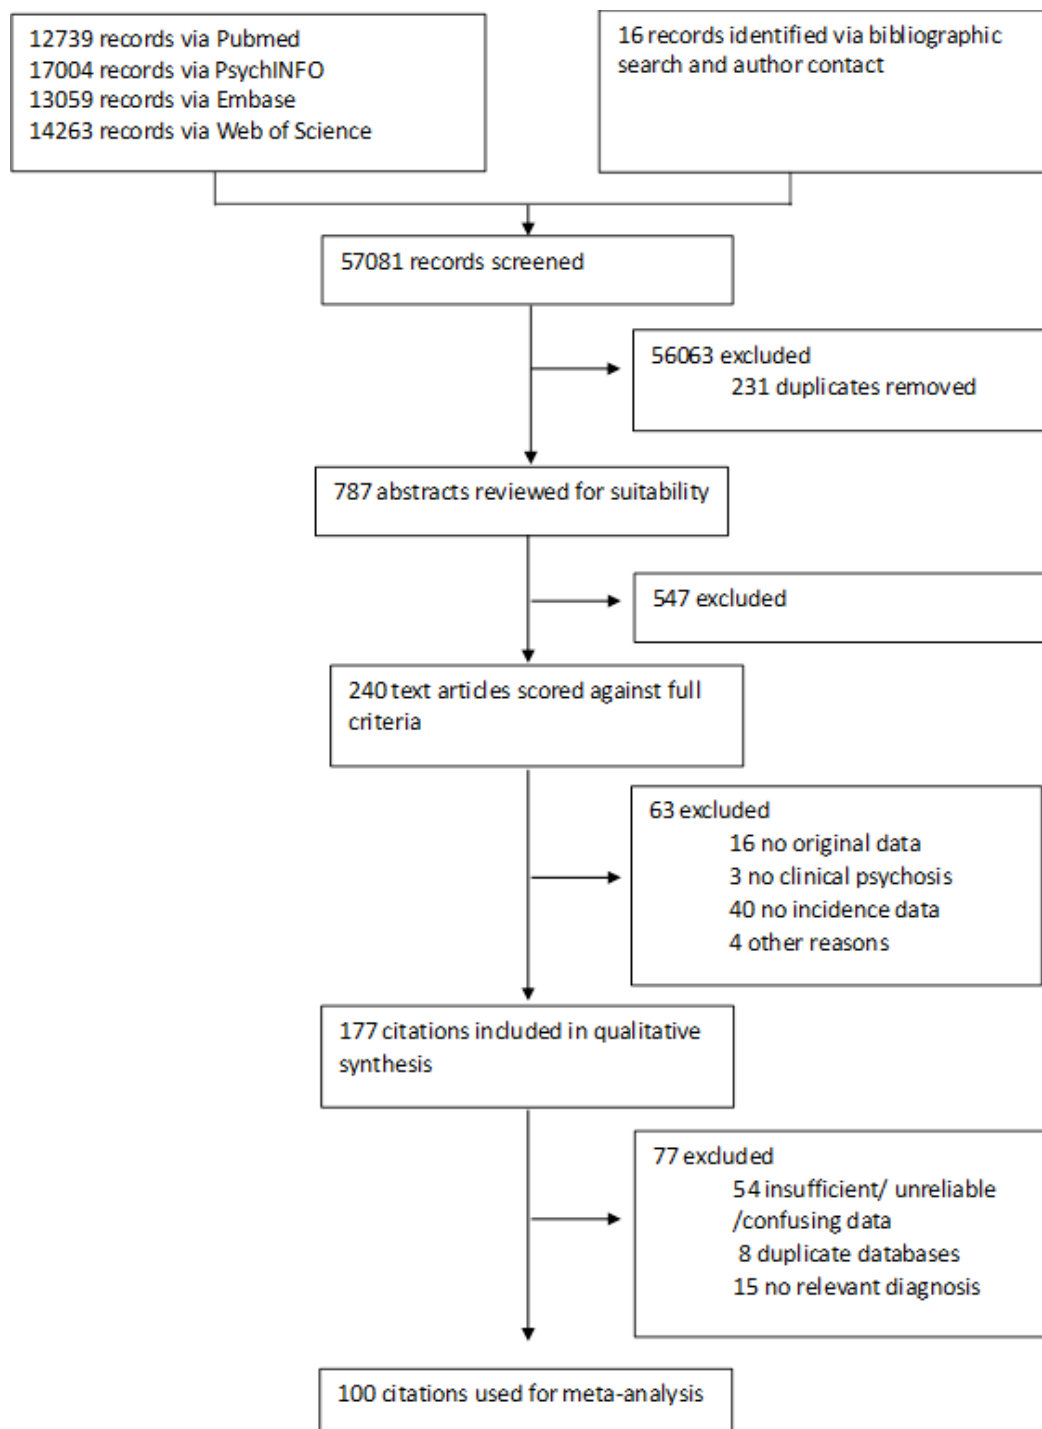 12739 records via Pubmed
17004 records via PsychINFO
13059 records via Embase
14263 records via Web of Science
16 records identified via bibliographic
search and author contact
57081 records screened
56063 excluded
231 duplicates removed
787 abstracts reviewed for suitability
547 excluded
240 text articles scored against full
criteria
63 excluded
16 no original data
3 no clinical psychosis
40 no incidence data
4 other reasons
177 citations included in qualitative
synthesis
77 excluded
54 insufficient/ unreliable
/confusing data
8 duplicate databases
15 no relevant diagnosis
100 citations used for meta-analysis